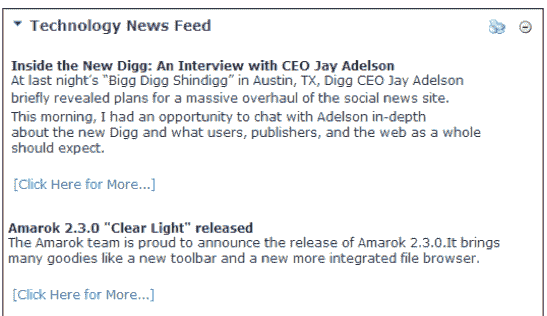 Technology News Feed
Inside the New Digg: An Interview with CEO Jay Adelson
At last night's "Bigg Digg Shindigg" in Austin, TX, Digg CEO Jay Adelson
briefly revealed plans for a massive overhaul of the social news site.
This morning, I had an opportunity to chat with Adelson in-depth
about the new Digg and what users, publishers, and the web as a whole
should expect.
[Click Here for More...]
Amarok 2.3.0 "Clear Light" released
The Amarok team is proud to announce the release of Amarok 2.3.0.It brings
many goodies like a new toolbar and a new more integrated file browser.
[Click Here for More...]